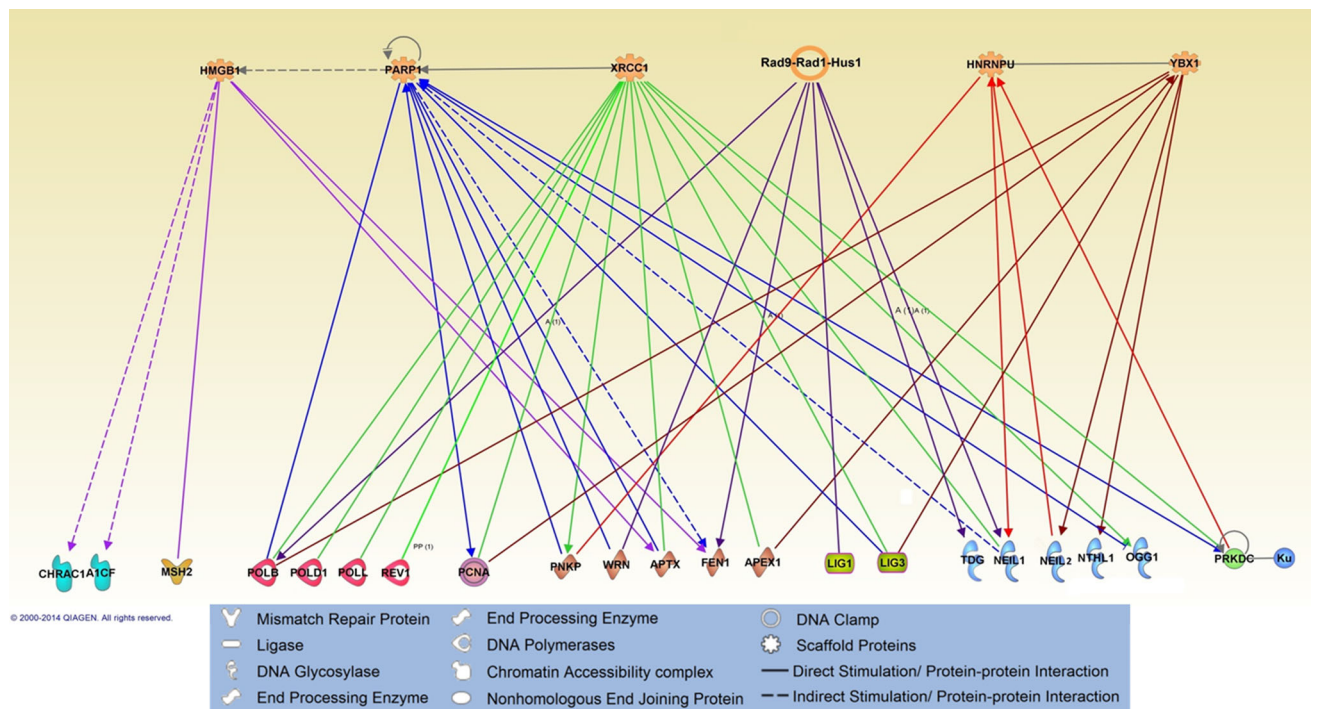 HMGB1 PARP1 XRCC1 Rad9-Rad1-Hus1 HNRNPU YBX1
A (1) A (1) A (1) A (1)
PP (1)
CHRAC1 A1CF MSH2 POLB POLD1 POLL REV1 PCNA PNKP WRN APTX FEN1 APEX1 LIG1 LIG3 TDG NEIL1 NEIL2 NTHL1 OGG1 PRKDC Ku
© 2000-2014 QIAGEN. All rights reserved.
Mismatch Repair Protein End Processing Enzyme DNA Clamp
Ligase DNA Polymerases Scaffold Proteins
DNA Glycosylase Chromatin Accessibility complex Direct Stimulation/ Protein-protein Interaction
End Processing Enzyme Nonhomologous End Joining Protein Indirect Stimulation/ Protein-protein Interaction